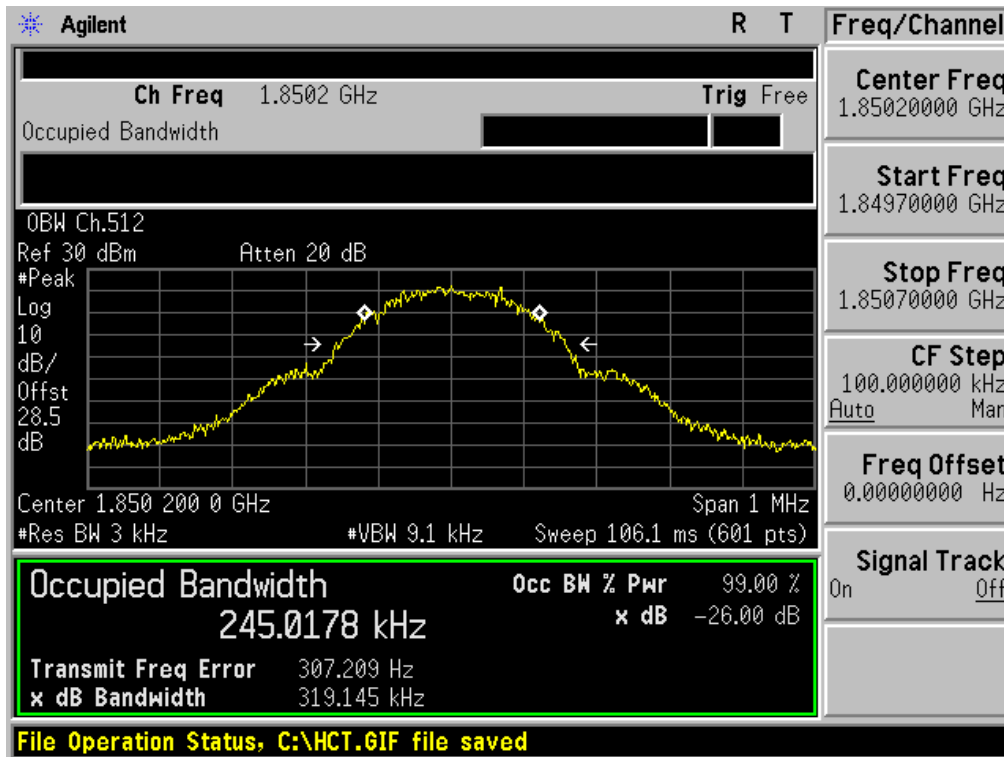 Agilent R T Freq/Channel
Ch Freq 1.8502 GHz Trig Free
Occupied Bandwidth
Center Freq
1.85020000 GHz
Start Freq
1.84970000 GHz
Stop Freq
1.85070000 GHz
CF Step
100.000000 kHz
Auto Man
Freq Offset
0.00000000 Hz
Signal Track
On Off
OBW Ch.512
Ref 30 dBm Atten 20 dB
#Peak
Log
10
dB/
Offst
28.5
dB
Center 1.850 200 0 GHz Span 1 MHz
#Res BW 3 kHz #VBW 9.1 kHz Sweep 106.1 ms (601 pts)
Occupied Bandwidth Occ BW % Pwr 99.00 %
245.0178 kHz x dB -26.00 dB
Transmit Freq Error 307.209 Hz
x dB Bandwidth 319.145 kHz
File Operation Status, C:\HCT.GIF file saved